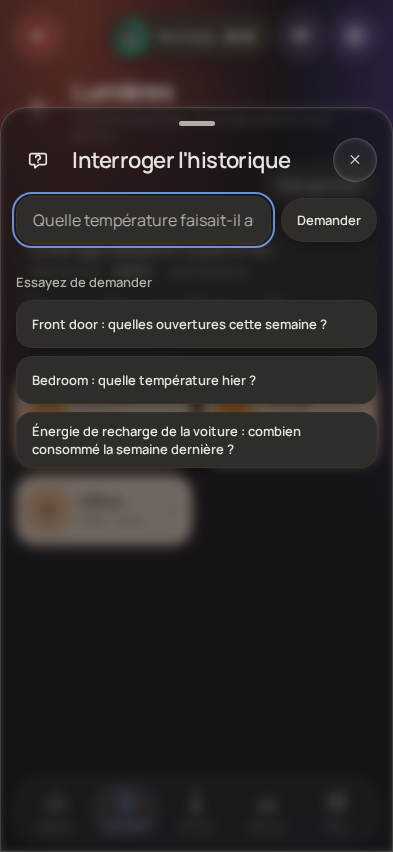 Lumières
Interroger l'historique
Quelle température faisait-il a
Demander
Essayez de demander
Front door : quelles ouvertures cette semaine ?
Bedroom : quelle température hier ?
Énergie de recharge de la voiture : combien
consommé la semaine dernière ?